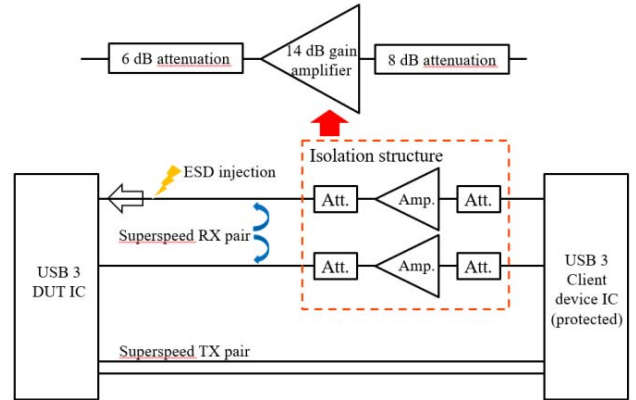 6 dB attenuation
14 dB gain
amplifier
8 dB attenuation
Isolation structure
ESD injection
Att.
Amp.
Att.
Superspeed RX pair
Att.
Amp.
Att.
USB 3
DUT IC
USB 3
Client
device IC
(protected)
Superspeed TX pair